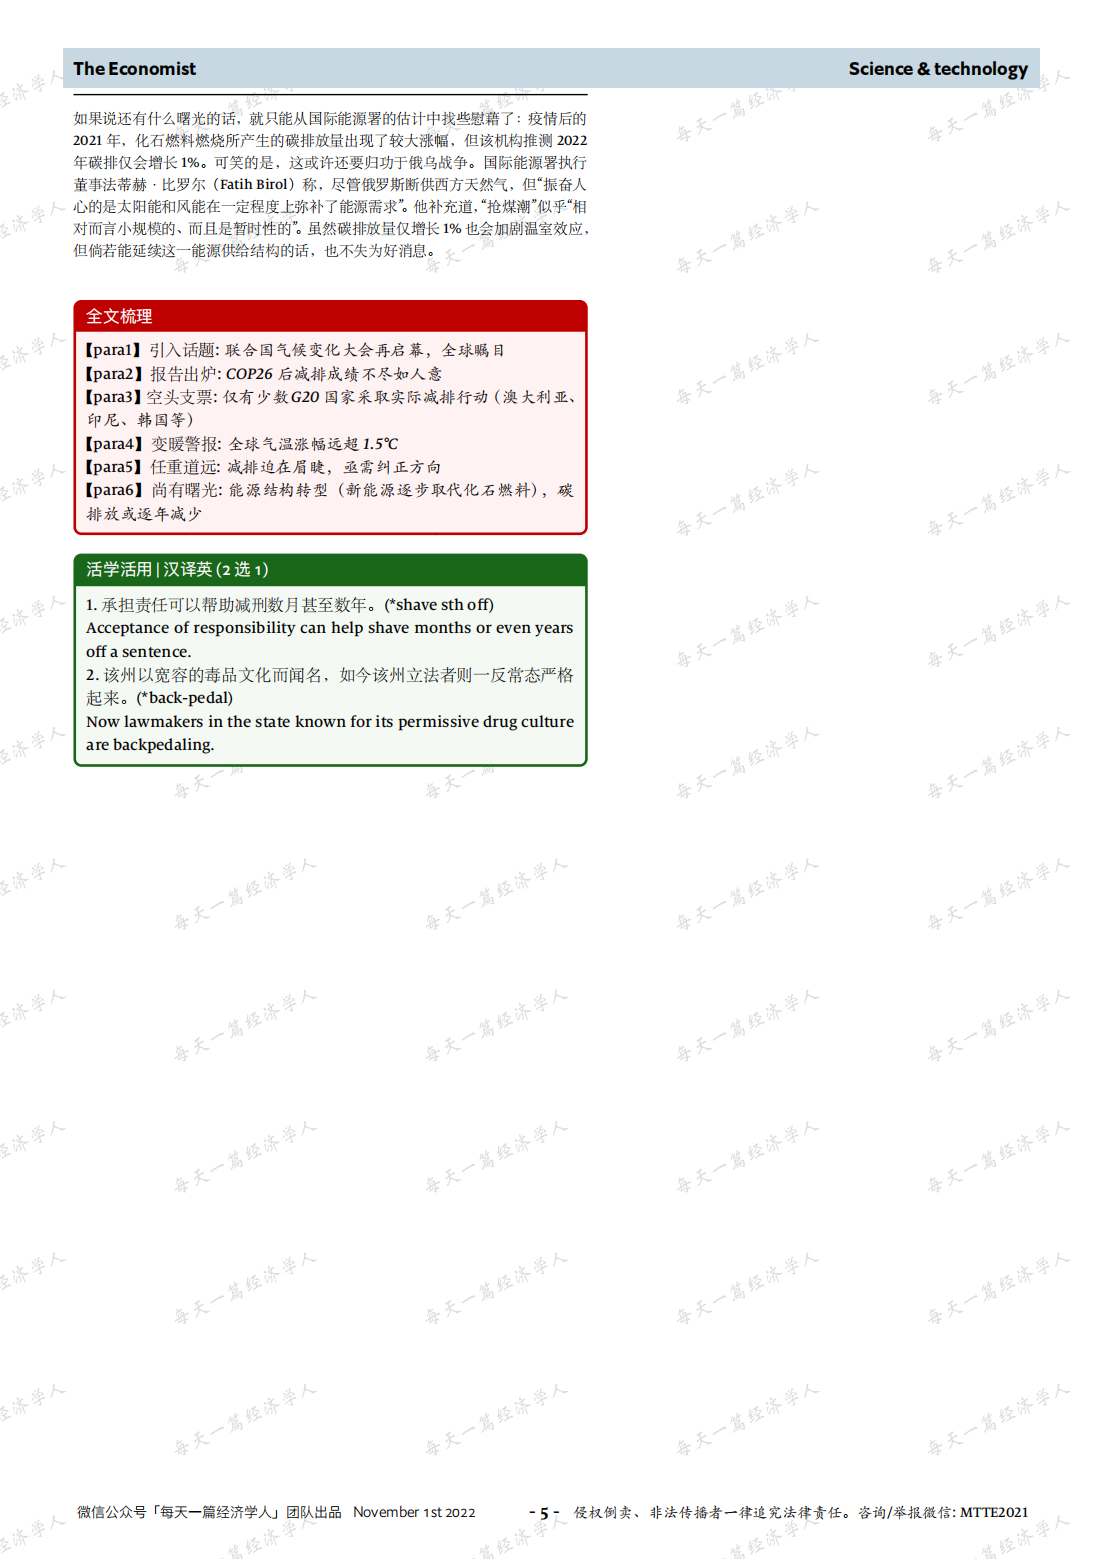 The Economist
Science & technology
如果说还有什么曙光的话，就只能从国际能源署的估计中找些慰藉了：疫情后的
2021 年，化石燃料燃烧所产生的碳排放量出现了较大涨幅，但该机构推测 2022
年碳排仅会增长 1%。可笑的是，这或许还要归功于俄乌战争。国际能源署执行
董事法蒂赫 · 比罗尔（Fatih Birol）称，尽管俄罗斯断供西方天然气，但“振奋人
心的是太阳能和风能在一定程度上弥补了能源需求”。他补充道，“抢煤潮”似乎“相
对而言小规模的、而且是暂时性的”。虽然碳排放量仅增长 1% 也会加剧温室效应，
但倘若能延续这一能源供给结构的话，也不失为好消息。
全文梳理
【para1】引入话题: 联合国气候变化大会再启幕，全球瞩目
【para2】报告出炉: COP26 后减排成绩不尽如人意
【para3】空头支票: 仅有少数 G20 国家采取实际减排行动（澳大利亚、
印尼、韩国等）
【para4】变暖警报: 全球气温涨幅远超 1.5℃
【para5】任重道远: 减排迫在眉睫，亟需纠正方向
【para6】尚有曙光: 能源结构转型（新能源逐步取代化石燃料），碳
排放或逐年减少
活学活用 | 汉译英 (2 选 1)
1. 承担责任可以帮助减刑数月甚至数年。(*shave sth off)
Acceptance of responsibility can help shave months or even years
off a sentence.
2. 该州以宽容的毒品文化而闻名，如今该州立法者则一反常态严格
起来。(*back-pedal)
Now lawmakers in the state known for its permissive drug culture
are backpedaling.
微信公众号「每天一篇经济学人」团队出品 November 1st 2022
- 5 -
侵权倒卖、非法传播者一律追究法律责任。咨询/举报微信: MTTE2021